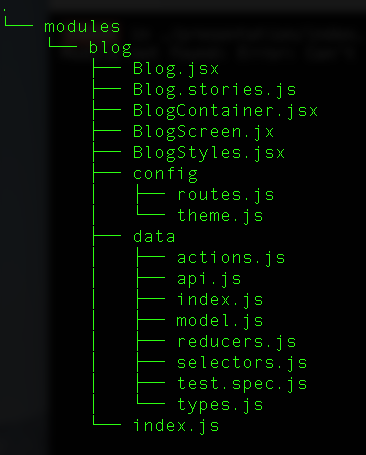 .
└── modules
    └── blog
        ├── Blog.jsx
        ├── Blog.stories.js
        ├── BlogContainer.jsx
        ├── BlogScreen.jx
        ├── BlogStyles.jsx
        ├── config
        │   ├── routes.js
        │   └── theme.js
        ├── data
        │   ├── actions.js
        │   ├── api.js
        │   ├── index.js
        │   ├── model.js
        │   ├── reducers.js
        │   ├── selectors.js
        │   ├── test.spec.js
        │   └── types.js
        └── index.js